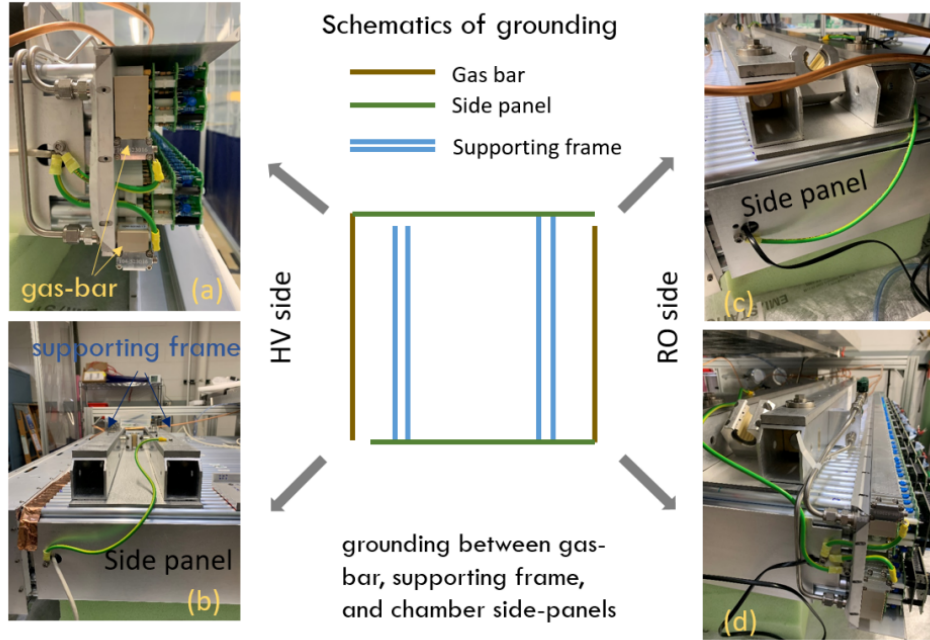 Schematics of grounding
Gas bar
Side panel
Supporting frame
gas-bar
(a)
HV side
RO side
Side panel
(c)
supporting frame
Side panel
(b)
grounding between gas-
bar, supporting frame,
and chamber side-panels
(d)